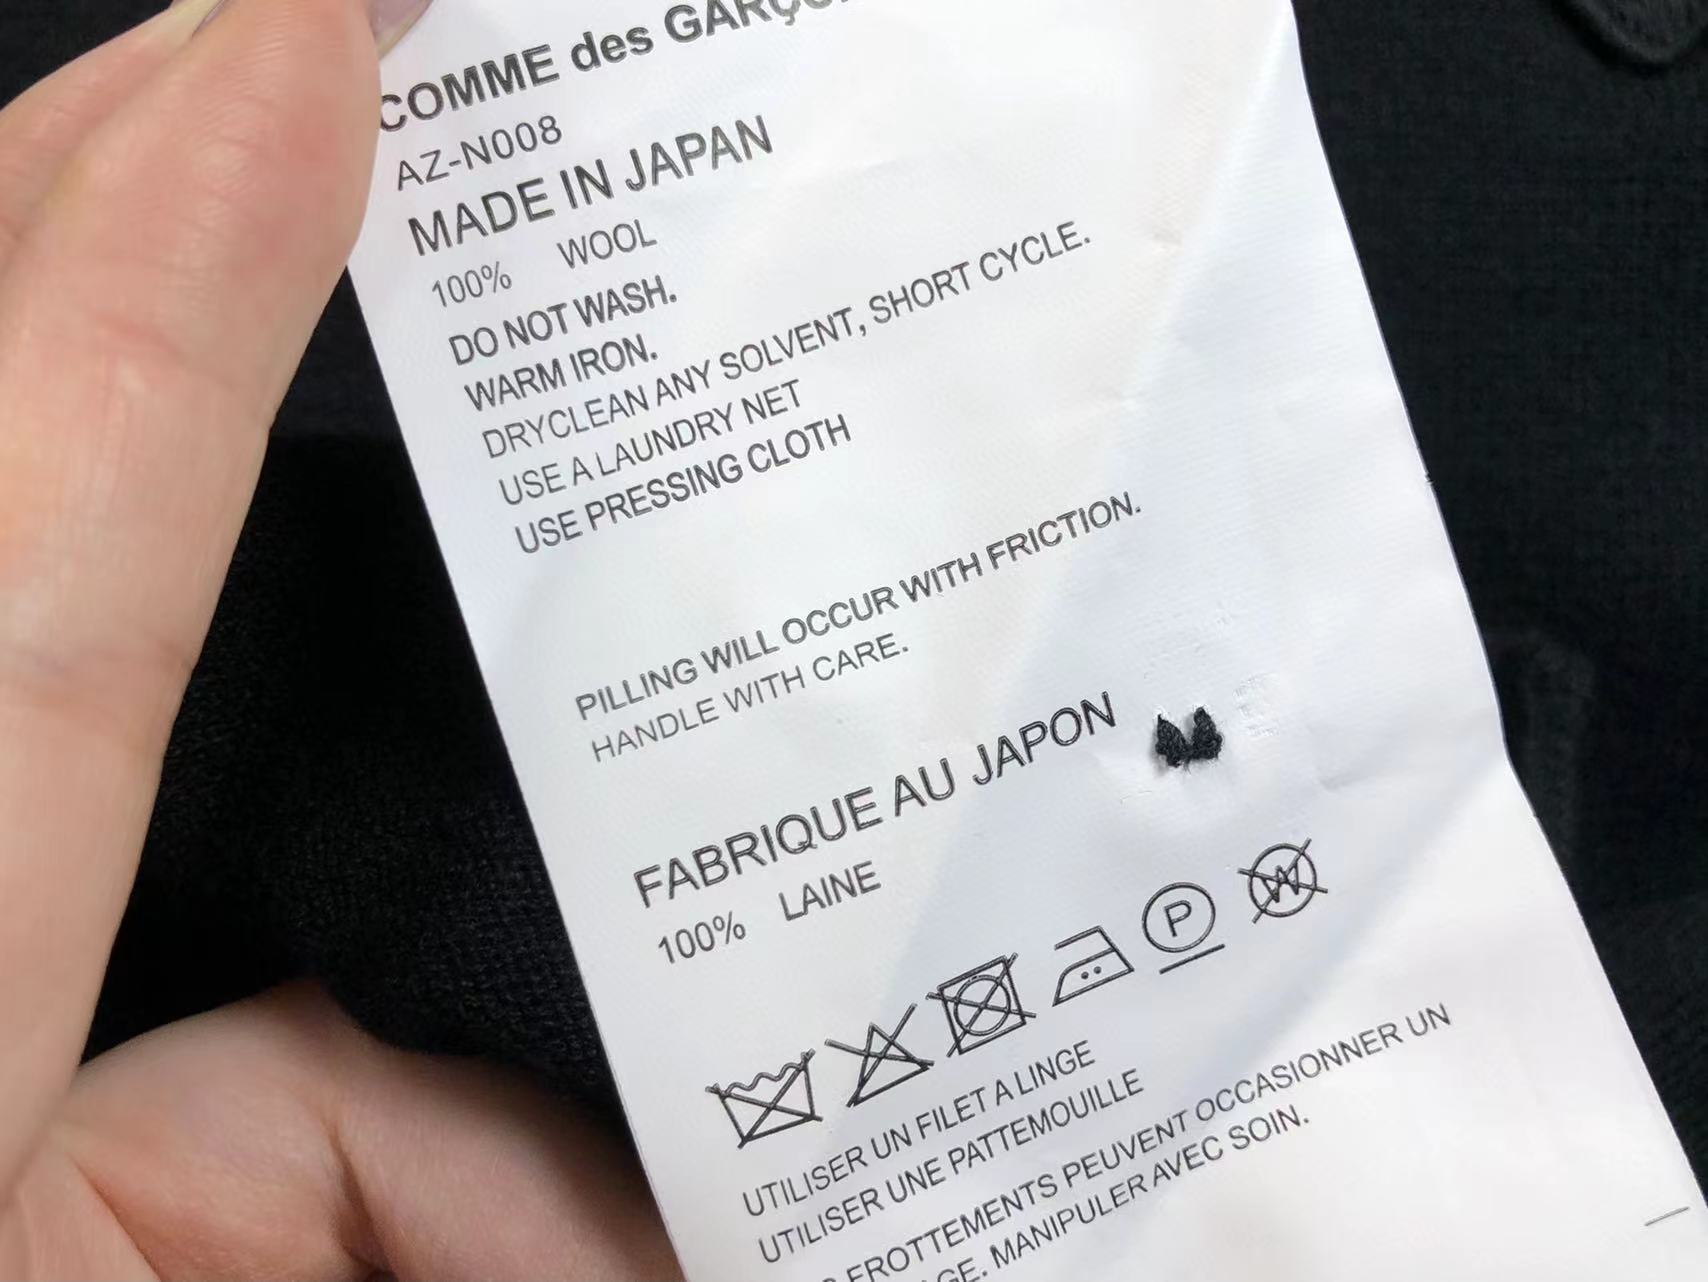 COMME des
AZ-N008
MADE IN JAPAN
100% WOOL
DO NOT WASH.
WARM IRON.
DRYCLEAN ANY SOLVENT, SHORT CYCLE.
USE A LAUNDRY NET
USE PRESSING CLOTH
PILLING WILL OCCUR WITH FRICTION.
HANDLE WITH CARE.
FABRIQUE AU JAPON
100% LAINE
P W
UTILISER UN FILET A LINGE
UTILISER UNE PATTEMOUILLE
FROTTEMENTS PEUVENT OCCASIONNER UN
MANIPULER AVEC SOIN.